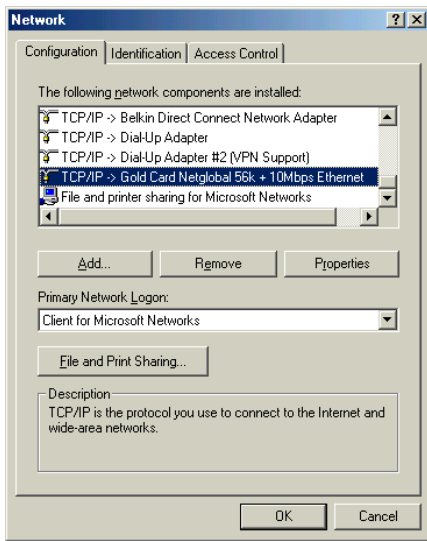 Network
Configuration Identification Access Control
The following network components are installed:
TCP/IP -> Belkin Direct Connect Network Adapter
TCP/IP -> Dial-Up Adapter
TCP/IP -> Dial-Up Adapter #2 (VPN Support)
TCP/IP -> Gold Card Netglobal 56k + 10Mbps Ethernet
File and printer sharing for Microsoft Networks
Add... Remove Properties
Primary Network Logon:
Client for Microsoft Networks
File and Print Sharing...
Description
TCP/IP is the protocol you use to connect to the Internet and
wide-area networks.
OK Cancel